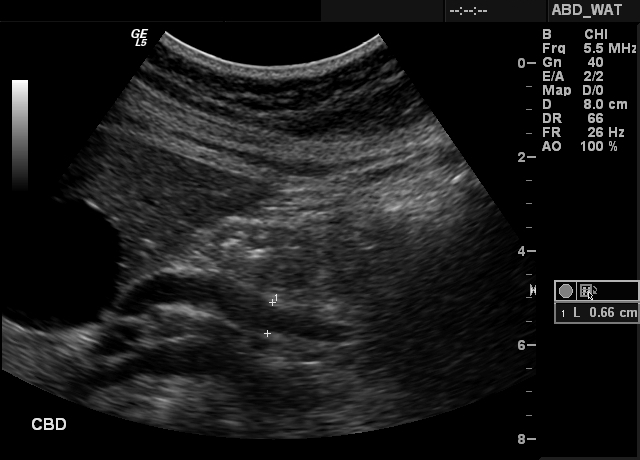 --:--:--
ABD_WAT
GE
L5
B CHI
Frq 5.5 MHz
Gn 40
E/A 2/2
Map D/0
D 8.0 cm
DR 66
FR 26 Hz
AO 100 %
0
2
4
6
8
1
1 L 0.66 cm
CBD